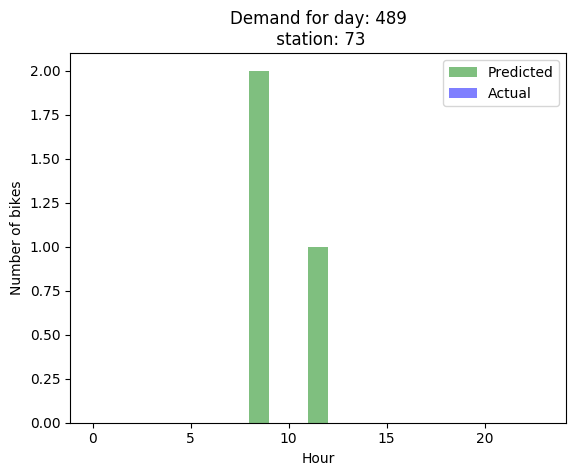 Demand for day: 489
station: 73
Predicted
Actual
Number of bikes
2.00
1.75
1.50
1.25
1.00
0.75
0.50
0.25
0.00
0
5
10
15
20
Hour